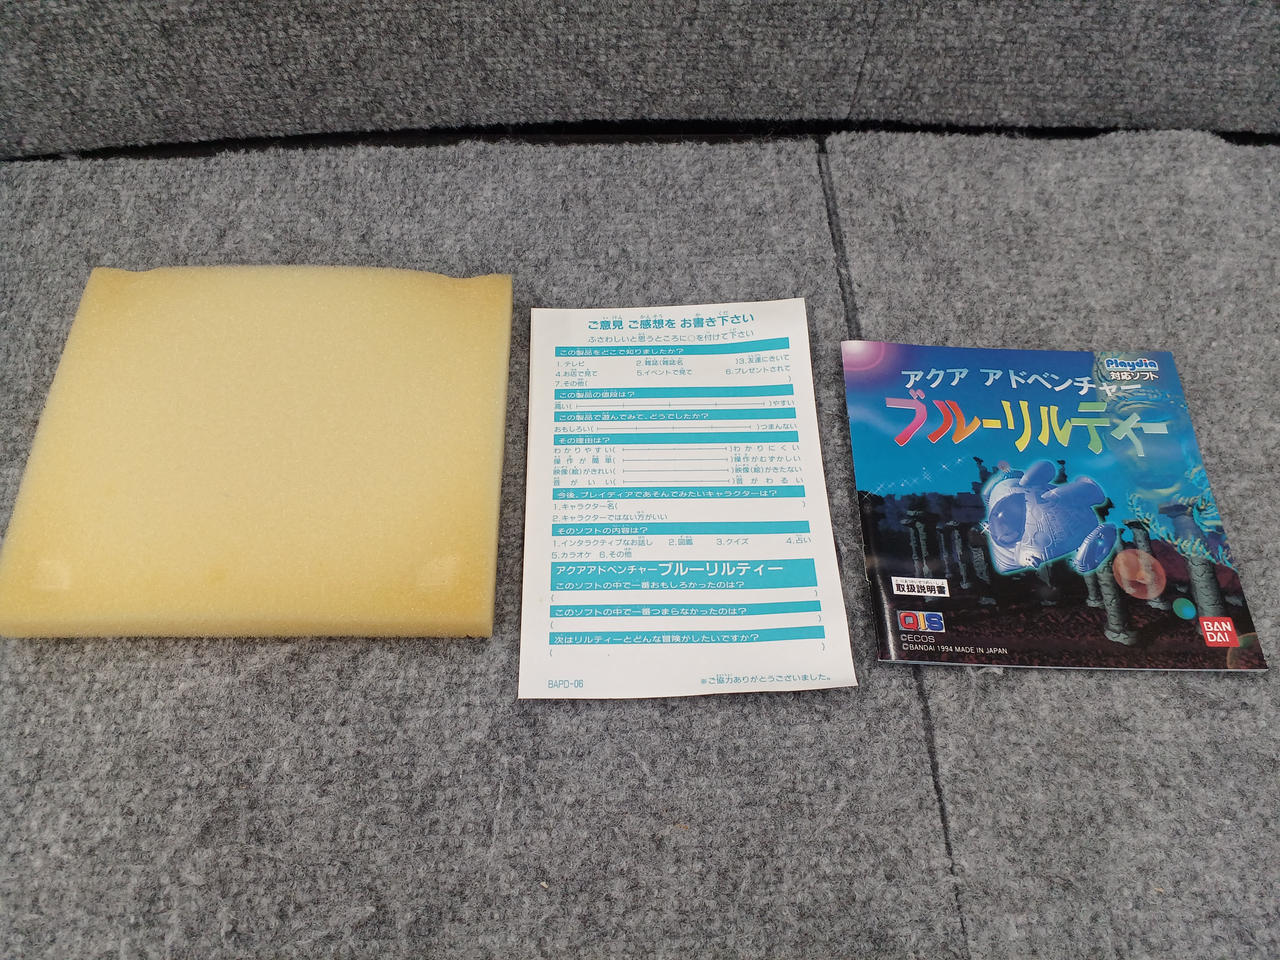 ご意見 ご感想を お書き下さい
ふさわしいと思うところに○を付けて下さい
この製品をどこで知りましたか?
1.テレビ 2.雑誌(雑誌名 )3.友達にきいて
4.お店で見て 5.イベントで見て 6.プレゼントされて
7.その他( )
この製品の値段は?
高い( )やすい
この製品で遊んでみて、どうでしたか?
おもしろい( )つまんない
その理由は?
わかりやすい( )わかりにくい
操作が簡単( )操作がむずかしい
映像(絵)がきれい( )映像(絵)がきたない
音がいい( )音がわるい
今後、プレイディアであそんでみたいキャラクターは?
1.キャラクター名( )
2.キャラクターではない方がいい
そのソフトの内容は?
1.インタラクティブなお話し 2.図鑑 3.クイズ 4.占い
5.カラオケ 6.その他
アクアアドベンチャーブルーリルティー
このソフトの中で一番おもしろかったのは?
( )
このソフトの中で一番つまらなかったのは?
( )
次はリルティーとどんな冒険がしたいですか?
( )
BAPD-06 ※ご協力ありがとうございました。
Playdia
対応ソフト
アクア アドベンチャー
ブルーリルティー
とりあつかいせつめいしょ
取扱説明書
QIS
©ECOS
©BANDAI 1994 MADE IN JAPAN
BAN
DAI